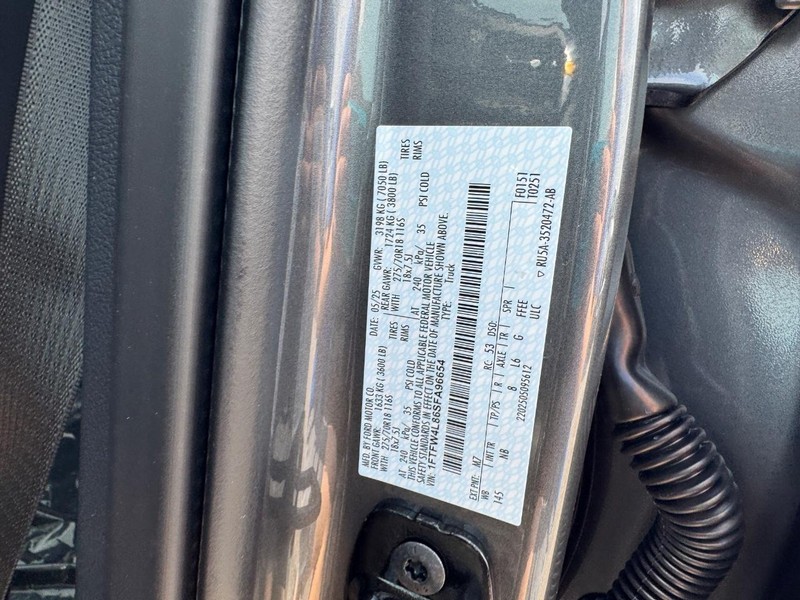 MFD. BY FORD MOTOR CO.
DATE: 05/25 GVWR: 3198 KG ( 7050 LB)
FRONT GAWR: 1633 KG (3600 LB) REAR GAWR: 1724 KG ( 3800 LB)
WITH 275/70R18 116S TIRES WITH 275/70R18 116S TIRES
18x7.5J RIMS 18x7.5J RIMS
AT 240 kPa/ 35 PSI COLD AT 240 kPa/ 35 PSI COLD
THIS VEHICLE CONFORMS TO ALL APPLICABLE FEDERAL MOTOR VEHICLE
SAFETY STANDARDS IN EFFECT ON THE DATE OF MANUFACTURE SHOWN ABOVE.
VIN: 1FTFW4L86SFA96654 TYPE: Truck
EXT PNT: M7 RC: 53 DSO: F0151
WB INT TR TP/PS R AXLE TR SPR T0251
145 NB 8 L6 G FFEE
2202505095612 ULC
▽ RU5A-3520472-AB